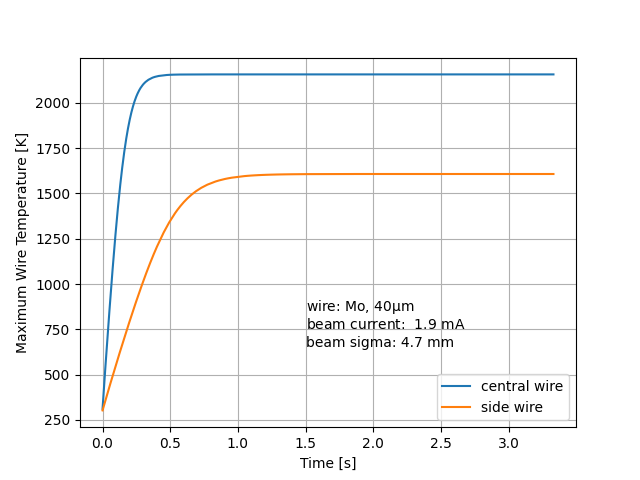 2000
1750
1500
1250
1000
750
500
250
Maximum Wire Temperature [K]
wire: Mo, 40μm
beam current:  1.9 mA
beam sigma: 4.7 mm
central wire
side wire
0.0 0.5 1.0 1.5 2.0 2.5 3.0
Time [s]